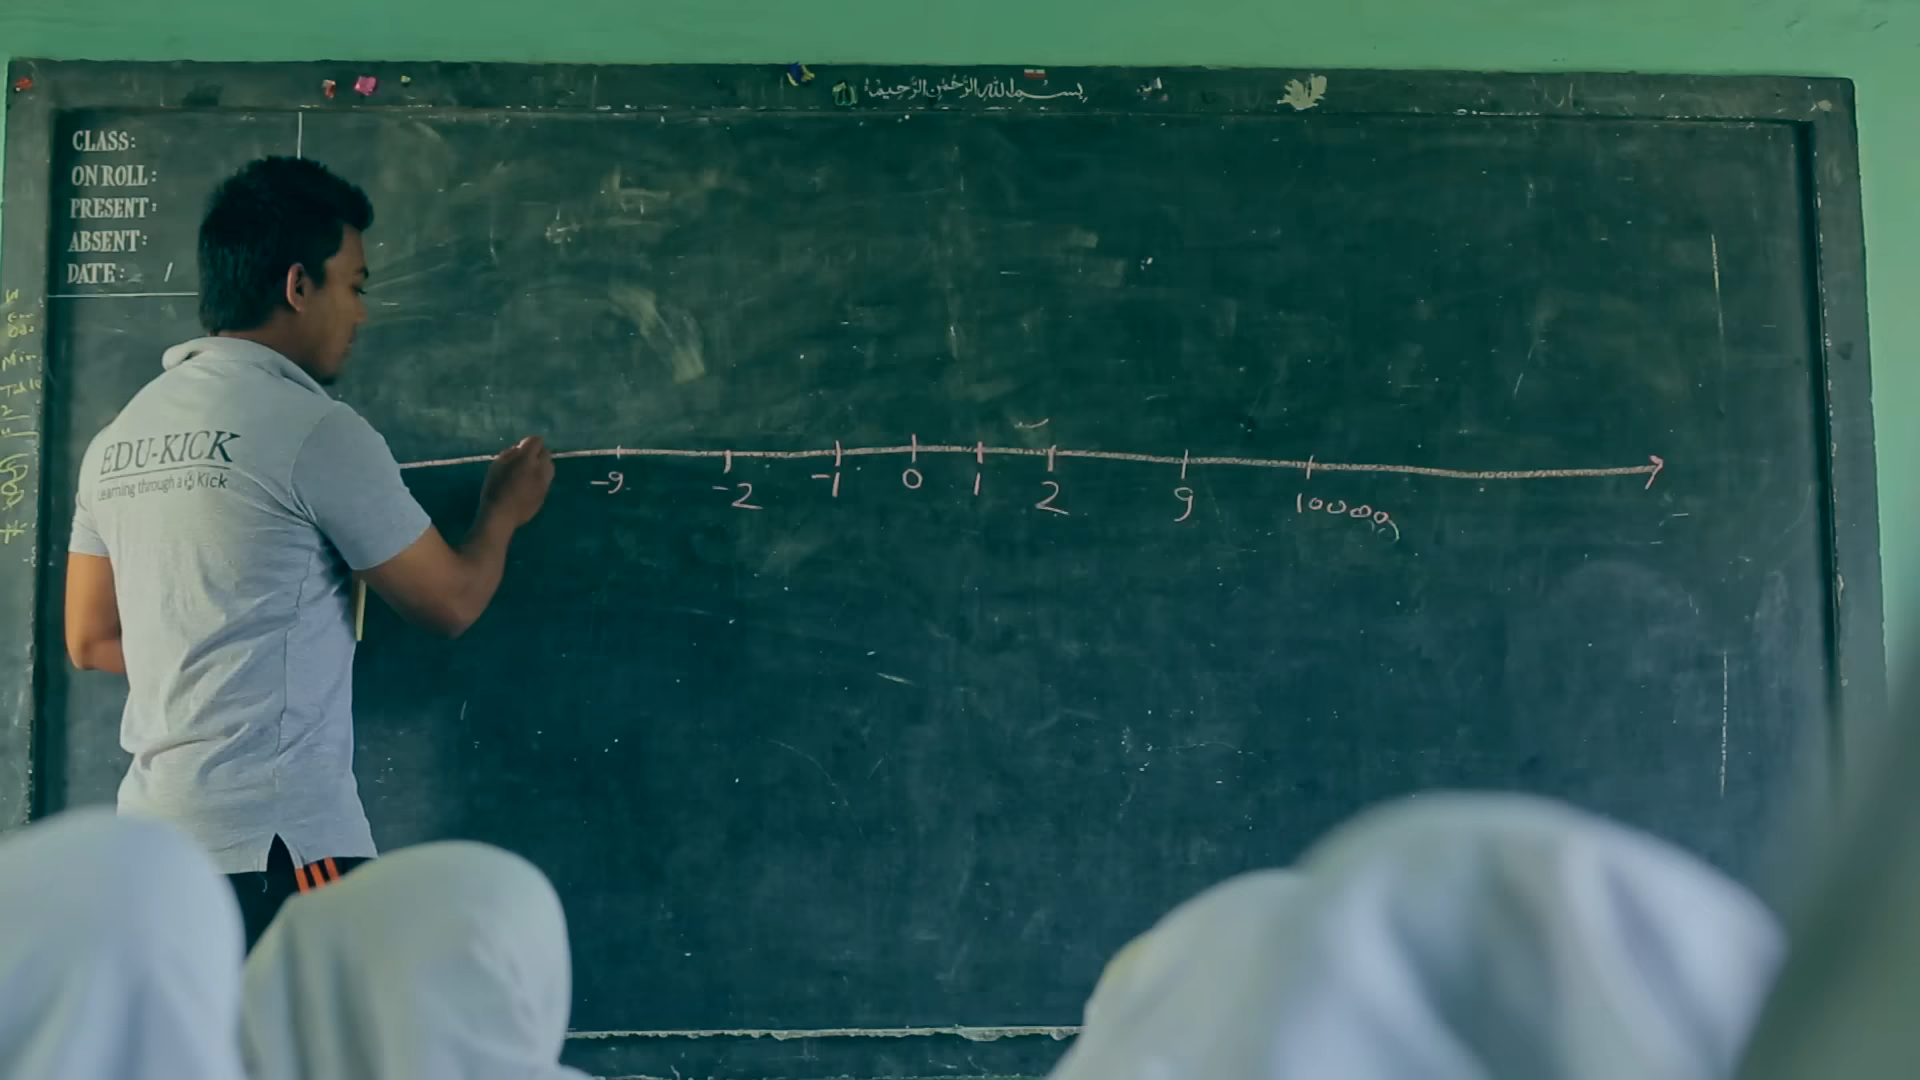 بسم الله الرحمن الرحيم
CLASS:
ON ROLL:
PRESENT:
ABSENT:
DATE: /
EDU-KICK
Learning through a Kick
-9 -2 -1 0 1 2 9 10000